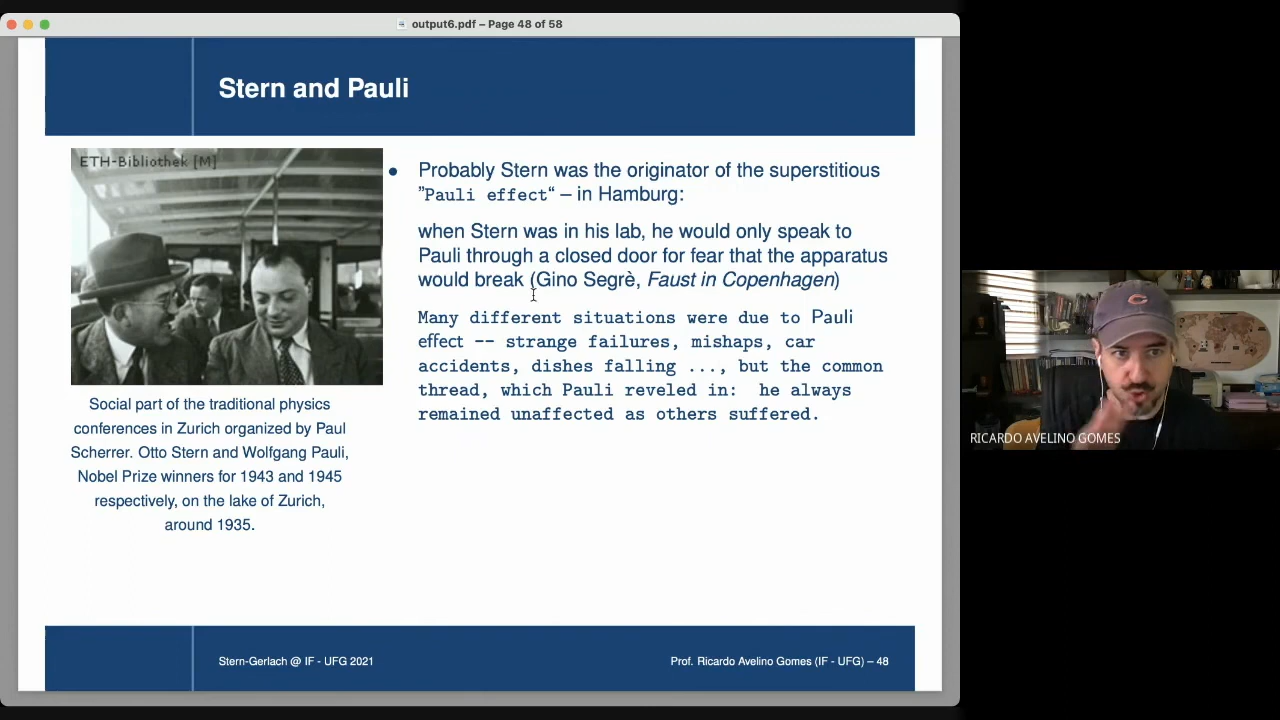 output6.pdf – Page 48 of 58
Stern and Pauli
ETH-Bibliothek [M]
Social part of the traditional physics
conferences in Zurich organized by Paul
Scherrer. Otto Stern and Wolfgang Pauli,
Nobel Prize winners for 1943 and 1945
respectively, on the lake of Zurich,
around 1935.
• Probably Stern was the originator of the superstitious
”Pauli effect“ – in Hamburg:
when Stern was in his lab, he would only speak to
Pauli through a closed door for fear that the apparatus
would break (Gino Segrè, Faust in Copenhagen)
Many different situations were due to Pauli
effect -- strange failures, mishaps, car
accidents, dishes falling ..., but the common
thread, which Pauli reveled in: he always
remained unaffected as others suffered.
Stern-Gerlach @ IF - UFG 2021
Prof. Ricardo Avelino Gomes (IF - UFG) – 48
RICARDO AVELINO GOMES